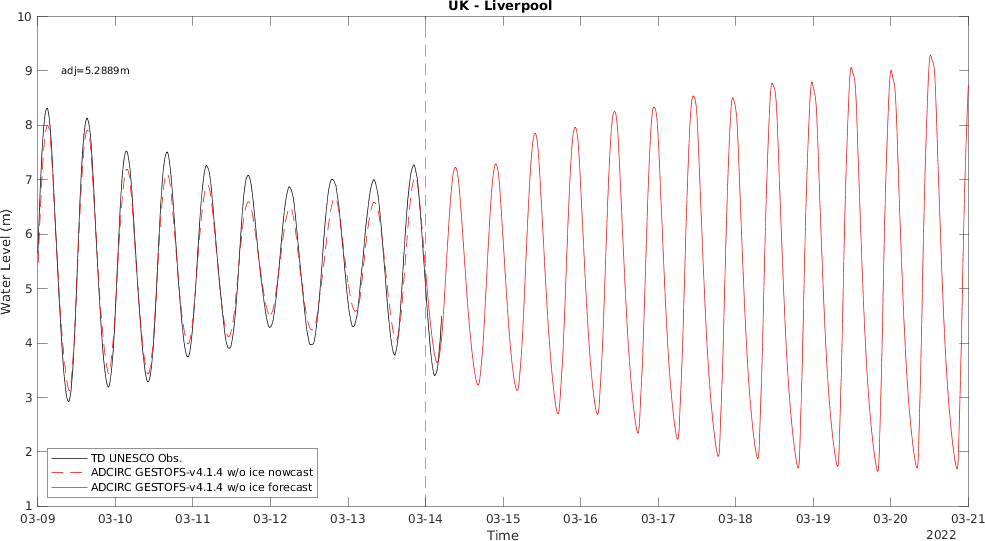 UK - Liverpool
10
adj=5.2889m
9
8
7
6
5
4
3
2
1
Water Level (m)
TD UNESCO Obs.
ADCIRC GESTOFS-v4.1.4 w/o ice nowcast
ADCIRC GESTOFS-v4.1.4 w/o ice forecast
03-09 03-10 03-11 03-12 03-13 03-14 03-15 03-16 03-17 03-18 03-19 03-20 03-21
Time
2022